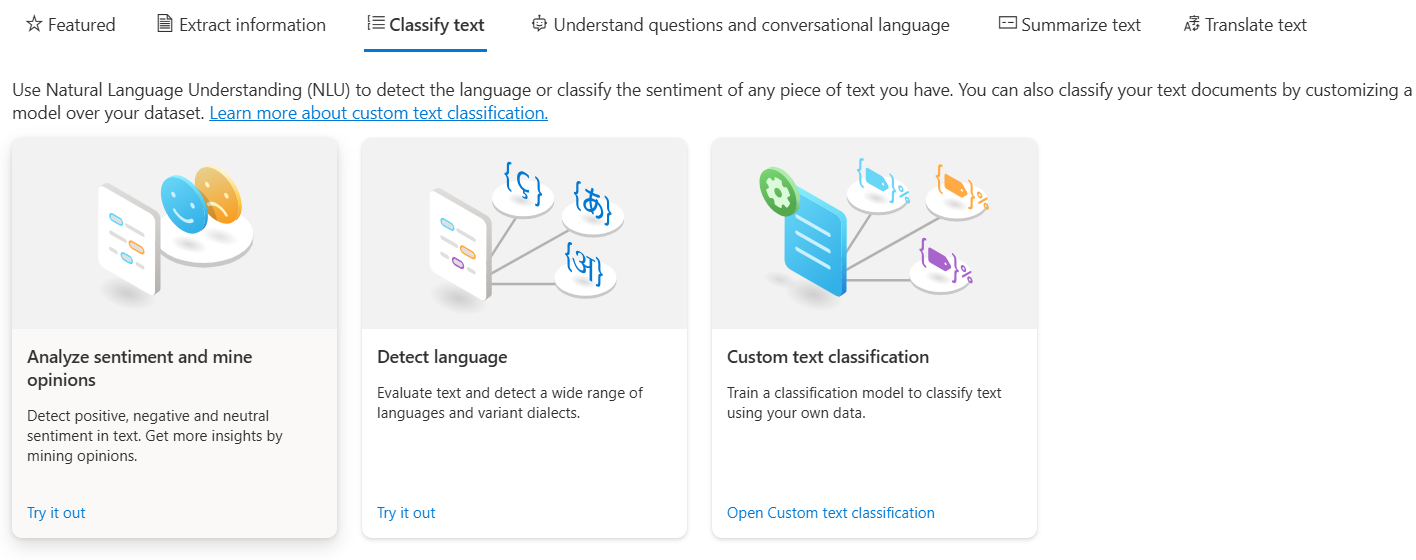 Featured Extract information Classify text Understand questions and conversational language Summarize text Translate text
Use Natural Language Understanding (NLU) to detect the language or classify the sentiment of any piece of text you have. You can also classify your text documents by customizing a
model over your dataset. Learn more about custom text classification.
{ç}
{あ}
{अ}
{ }%
{ }%
{ }%
Analyze sentiment and mine
opinions
Detect positive, negative and neutral
sentiment in text. Get more insights by
mining opinions.
Try it out
Detect language
Evaluate text and detect a wide range of
languages and variant dialects.
Try it out
Custom text classification
Train a classification model to classify text
using your own data.
Open Custom text classification